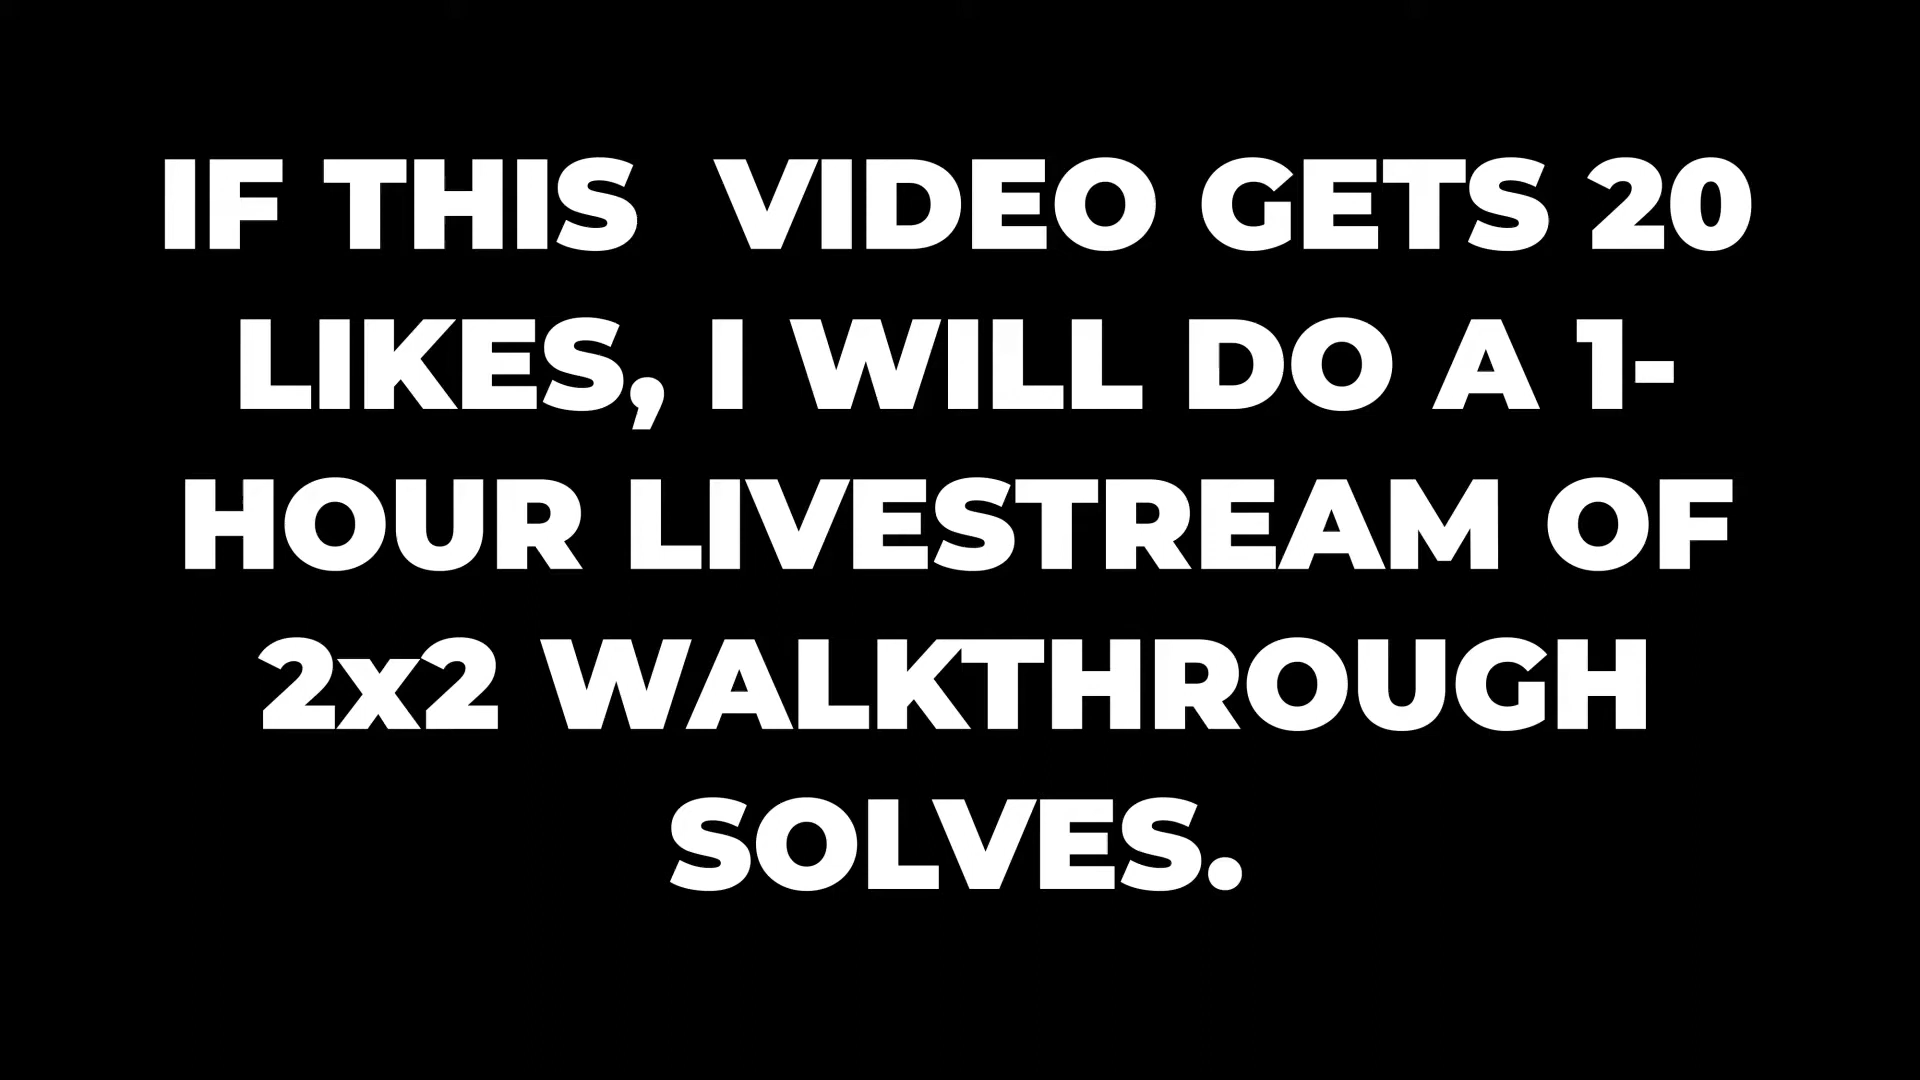 IF THIS  VIDEO GETS 20
LIKES, I WILL DO A 1-
HOUR LIVESTREAM OF
2x2 WALKTHROUGH
SOLVES.